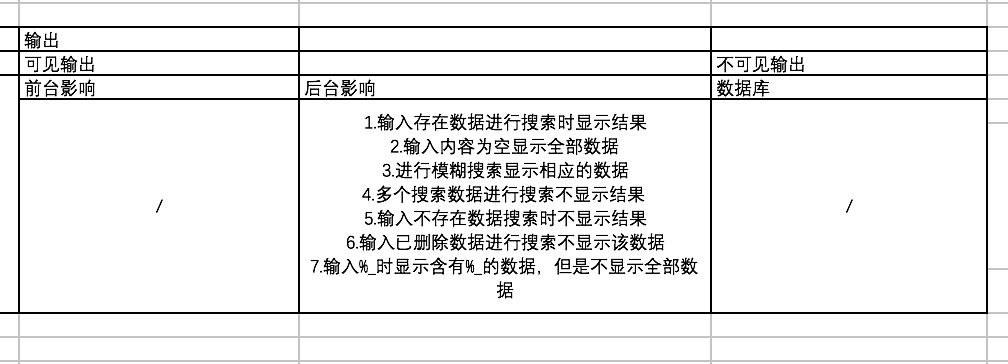 输出
可见输出
不可见输出
前台影响
后台影响
数据库
/
1.输入存在数据进行搜索时显示结果
2.输入内容为空显示全部数据
3.进行模糊搜索显示相应的数据
4.多个搜索数据进行搜索不显示结果
5.输入不存在数据搜索时不显示结果
6.输入已删除数据进行搜索不显示该数据
7.输入%_时显示含有%_的数据，但是不显示全部数
据
/